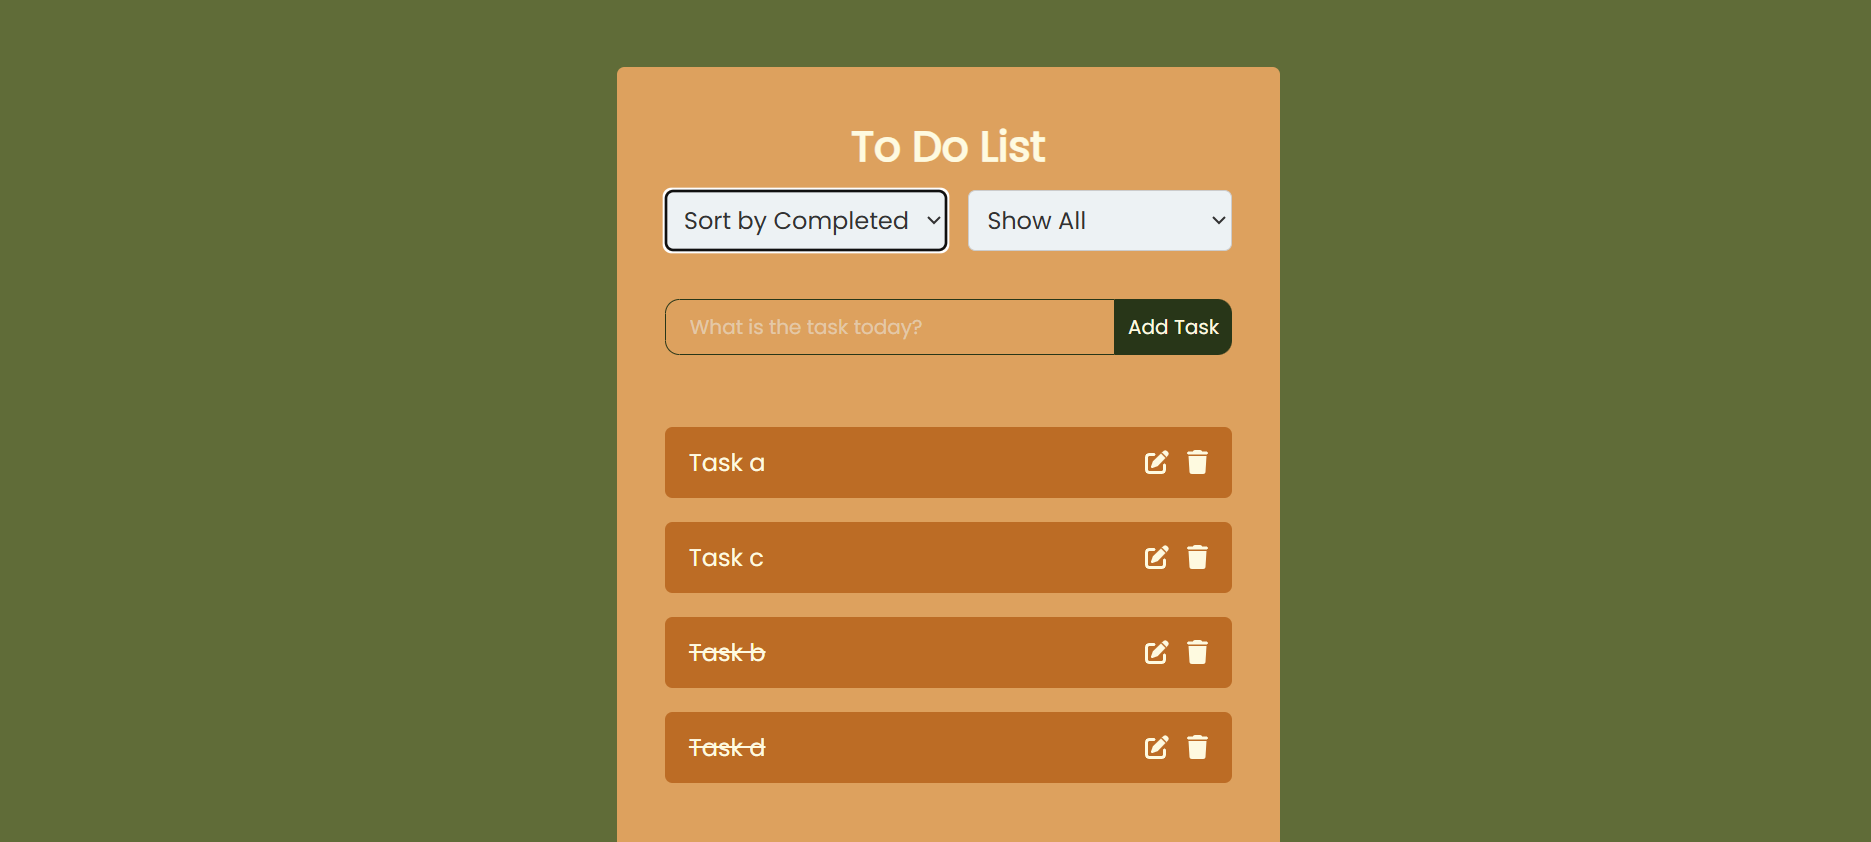 To Do List
Sort by Completed
Show All
What is the task today?
Add Task
Task a
Task c
Task b
Task d